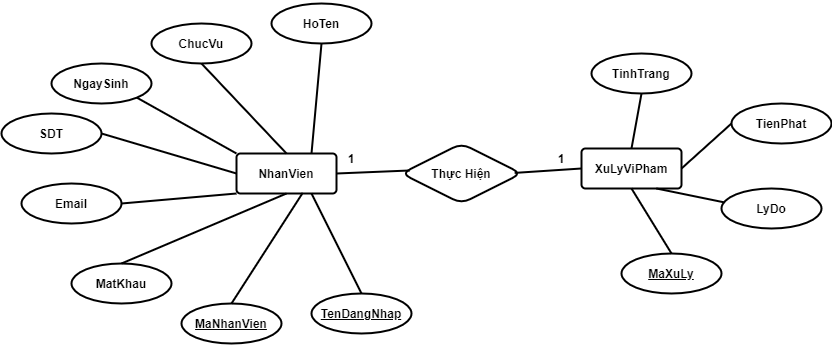 HoTen
ChucVu
NgaySinh
SDT
Email
MatKhau
MaNhanVien
TenDangNhap
NhanVien
1
Thực Hiện
1
XuLyViPham
TinhTrang
TienPhat
LyDo
MaXuLy